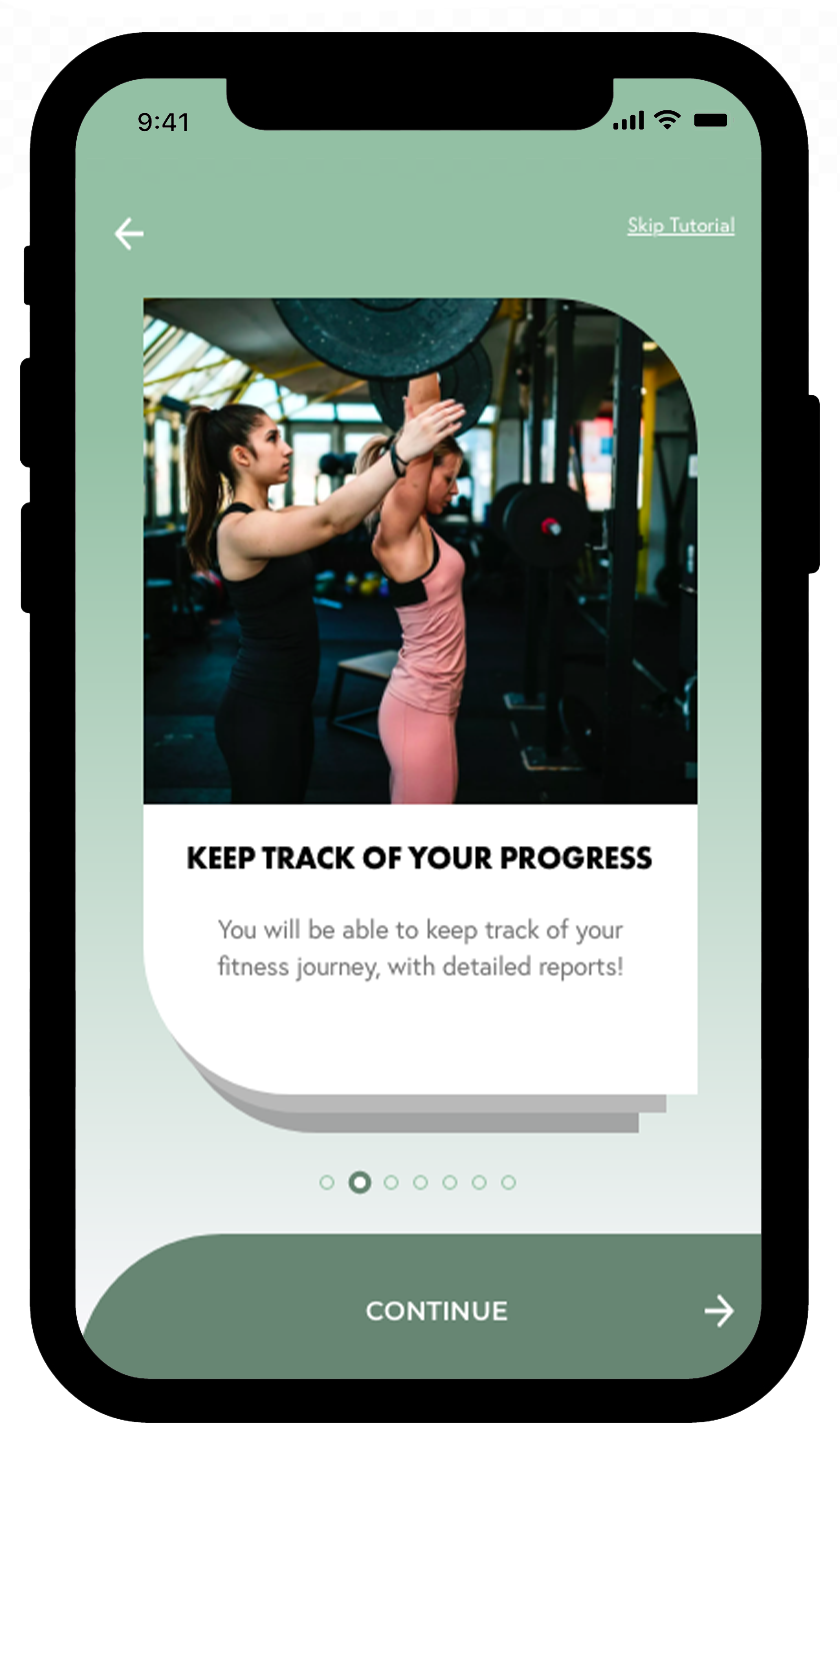 9:41
Skip Tutorial
KEEP TRACK OF YOUR PROGRESS
You will be able to keep track of your
fitness journey, with detailed reports!
CONTINUE